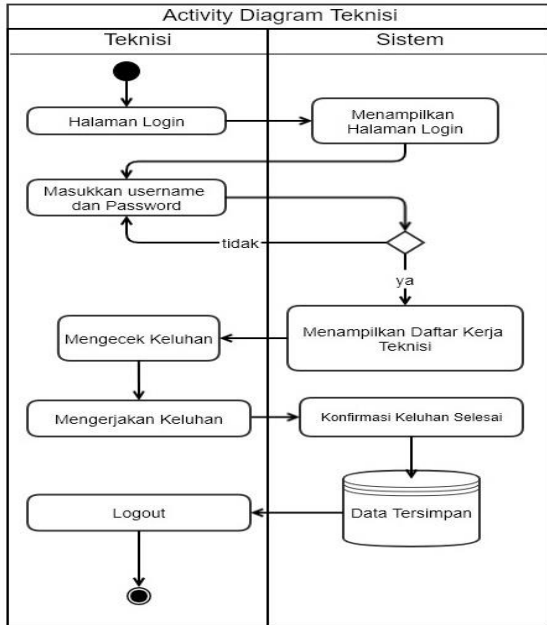 Activity Diagram Teknisi
Teknisi
Sistem
Halaman Login
Menampilkan
Halaman Login
Masukkan username
dan Password
tidak
ya
Menampilkan Daftar Kerja
Teknisi
Mengecek Keluhan
Mengerjakan Keluhan
Konfirmasi Keluhan Selesai
Data Tersimpan
Logout